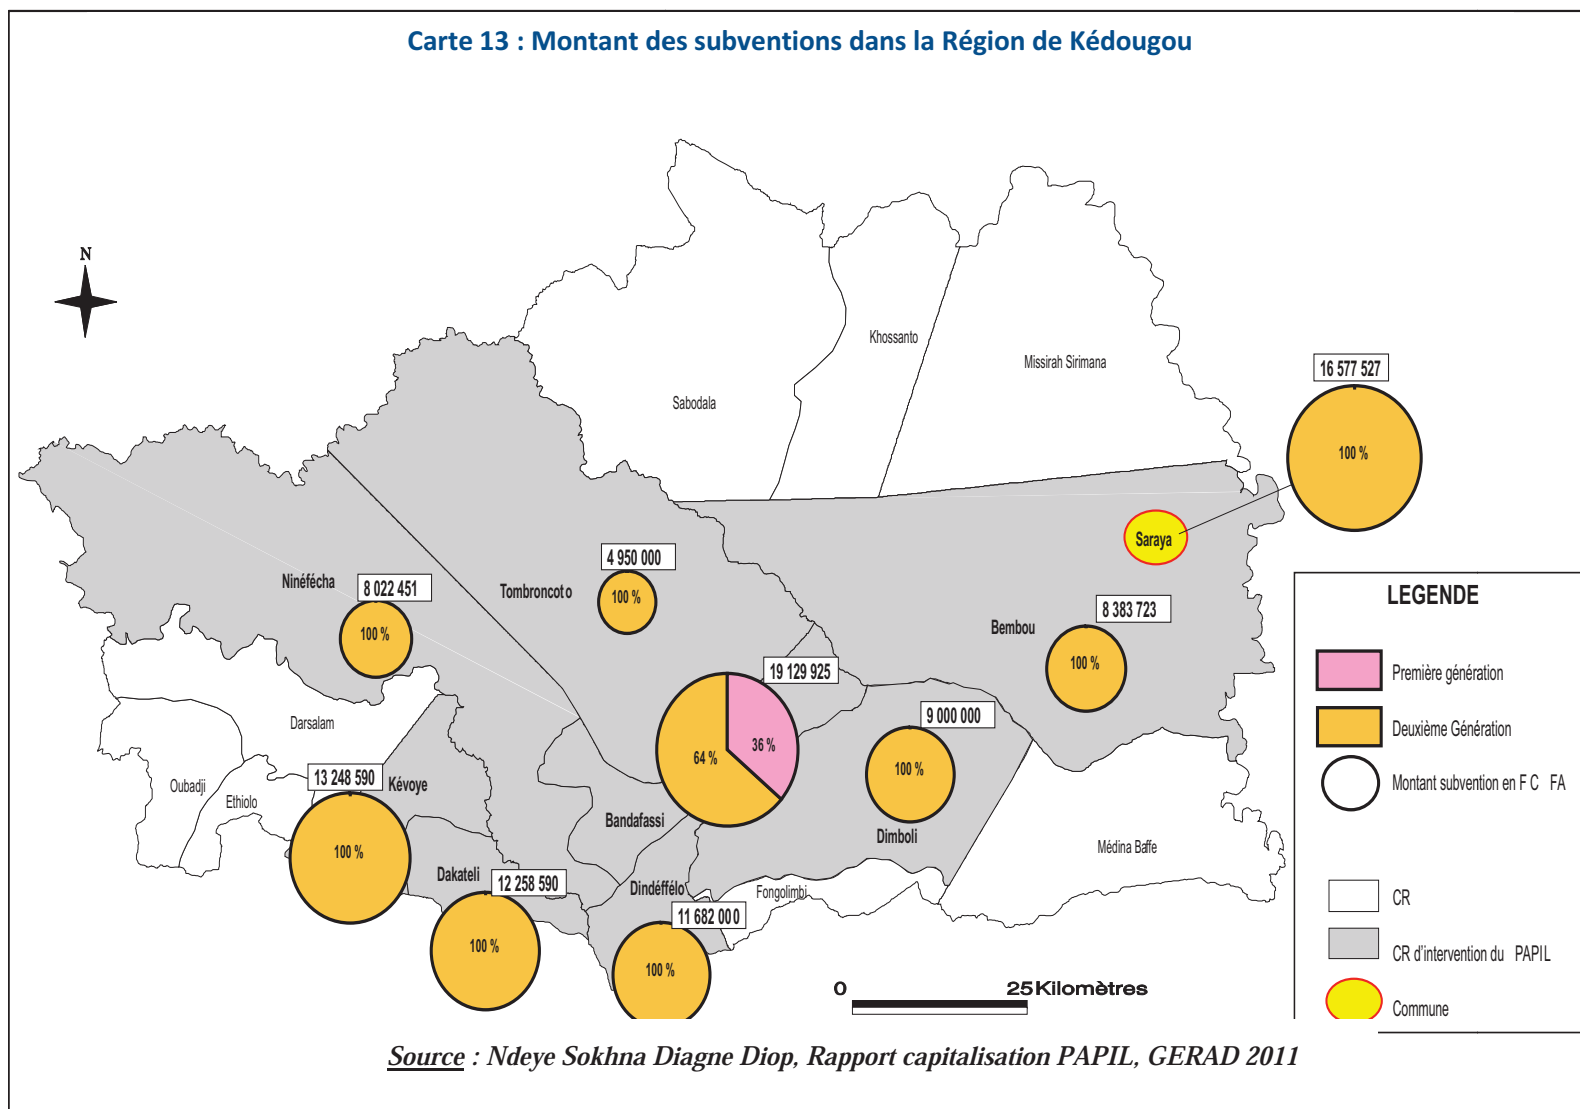 Carte 13 : Montant des subventions dans la Région de Kédougou
N
Khossanto
Missirah Sirimana
16 577 527
Sabodala
100 %
Saraya
4 950 000
Ninéfécha
8 022 451
Tombroncoto
100 %
8 383 723
Bembou
100 %
100 %
19 129 925
9 000 000
Darsalam
36 %
64 %
100 %
13 248 590
Kévoye
Oubadji
Ethiolo
Bandafassi
Dimboli
Médina Baffe
100 %
Dakateli
12 258 590
Dindéffélo
Fongolimbi
11 682 000
100 %
100 %
0 25 Kilomètres
LEGENDE
Première génération
Deuxième Génération
Montant subvention en F C FA
CR
CR d'intervention du PAPIL
Commune
Source : Ndeye Sokhna Diagne Diop, Rapport capitalisation PAPIL, GERAD 2011